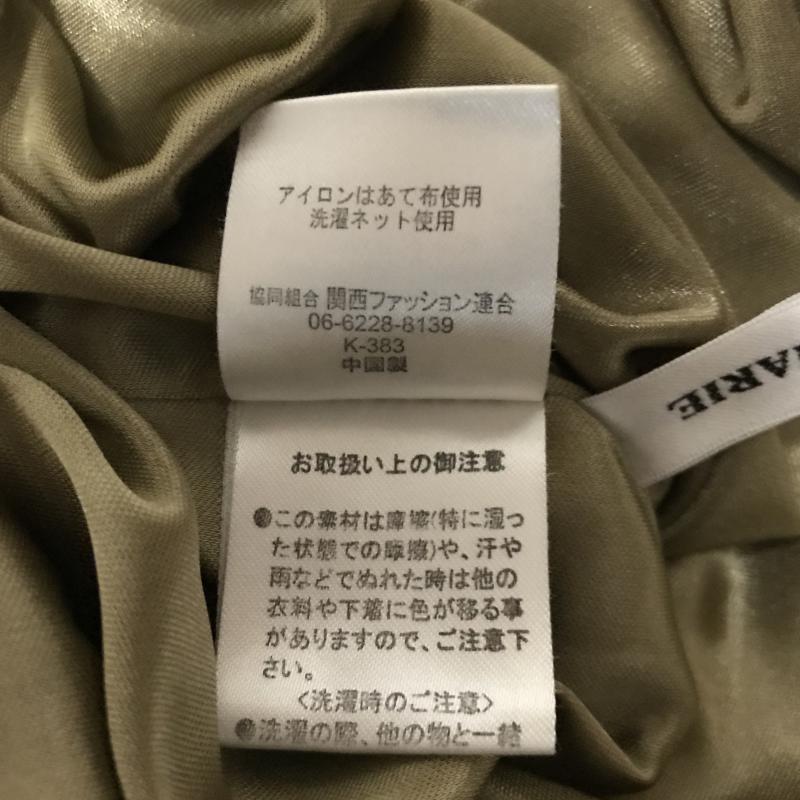 アイロンはあて布使用
洗濯ネット使用
協同組合 関西ファッション連合
06-6228-8139
K-383
中国製
お取扱い上の御注意
●この素材は摩擦(特に湿っ
た状態での摩擦)や、汗や
雨などでぬれた時は他の
衣料や下着に色が移る事
がありますので、ご注意下
さい。
〈洗濯時のご注意〉
●洗濯の際、他の物と一緒